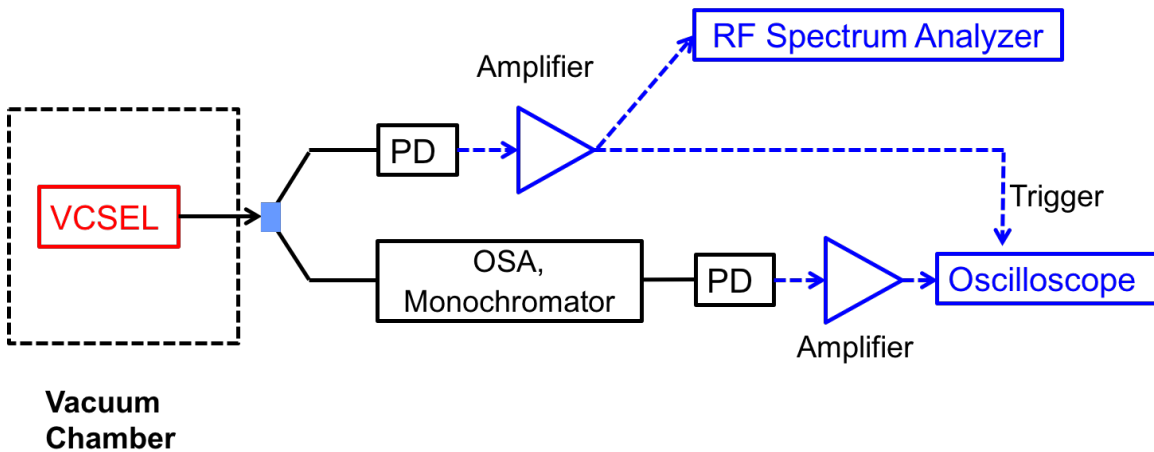 RF Spectrum Analyzer
Amplifier
PD
VCSEL
Trigger
OSA,
Monochromator
PD
Oscilloscope
Amplifier
Vacuum
Chamber